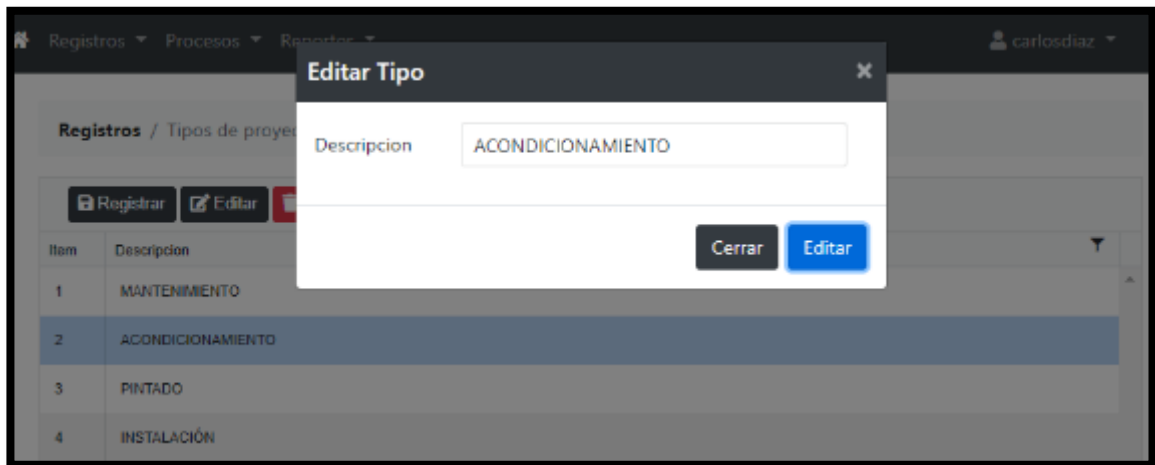 Registros Procesos Reportes carlosdiaz
Editar Tipo ×
Registros / Tipos de proyec
Descripcion ACONDICIONAMIENTO
Registrar Editar
Cerrar Editar
Item Descripcion
1 MANTENIMIENTO
2 ACONDICIONAMIENTO
3 PINTADO
4 INSTALACIÓN